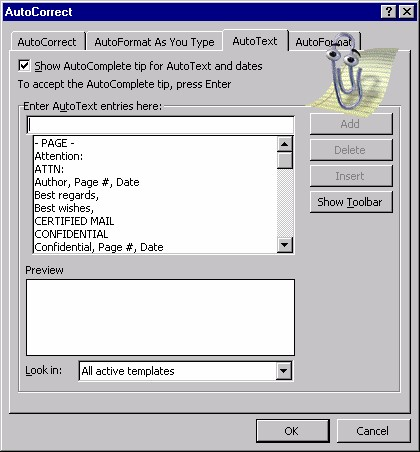 AutoCorrect
AutoCorrect AutoFormat As You Type AutoText AutoFormat
Show AutoComplete tip for AutoText and dates
To accept the AutoComplete tip, press Enter
Enter AutoText entries here:
Add
- PAGE -
Attention:
Delete
ATTN:
Author, Page #, Date
Insert
Best regards,
Best wishes,
Show Toolbar
CERTIFIED MAIL
CONFIDENTIAL
Confidential, Page #, Date
Preview
Look in: All active templates
OK Cancel